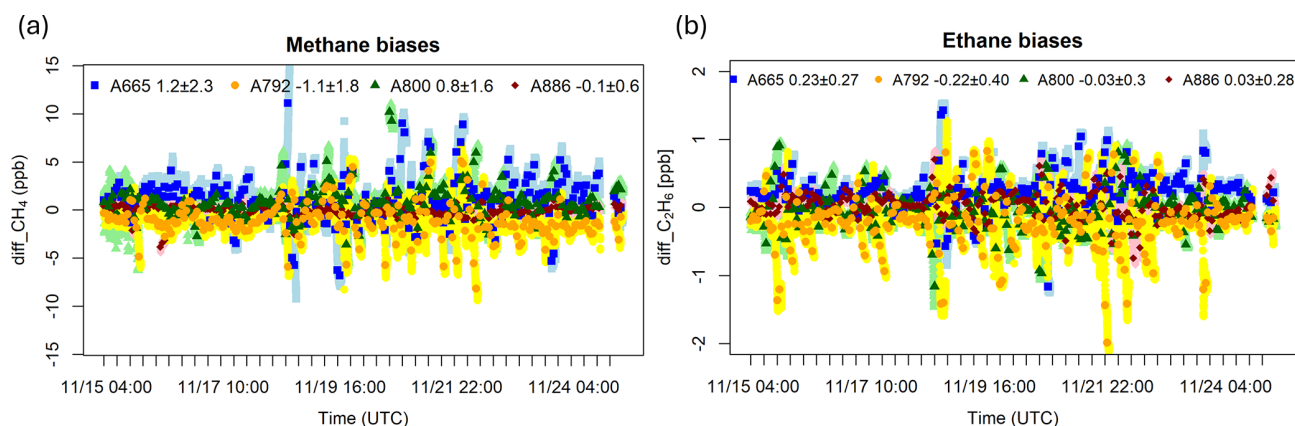 (a)
Methane biases
A665 1.2±2.3 A792 -1.1±1.8 A800 0.8±1.6 A886 -0.1±0.6
diff_CH_4 (ppb)
15
10
5
0
-5
-10
-15
11/15 04:00 11/17 10:00 11/19 16:00 11/21 22:00 11/24 04:00
Time (UTC)
(b)
Ethane biases
A665 0.23±0.27 A792 -0.22±0.40 A800 -0.03±0.3 A886 0.03±0.28
diff_C_2H_6 [ppb]
2
1
0
-1
-2
11/15 04:00 11/17 10:00 11/19 16:00 11/21 22:00 11/24 04:00
Time (UTC)